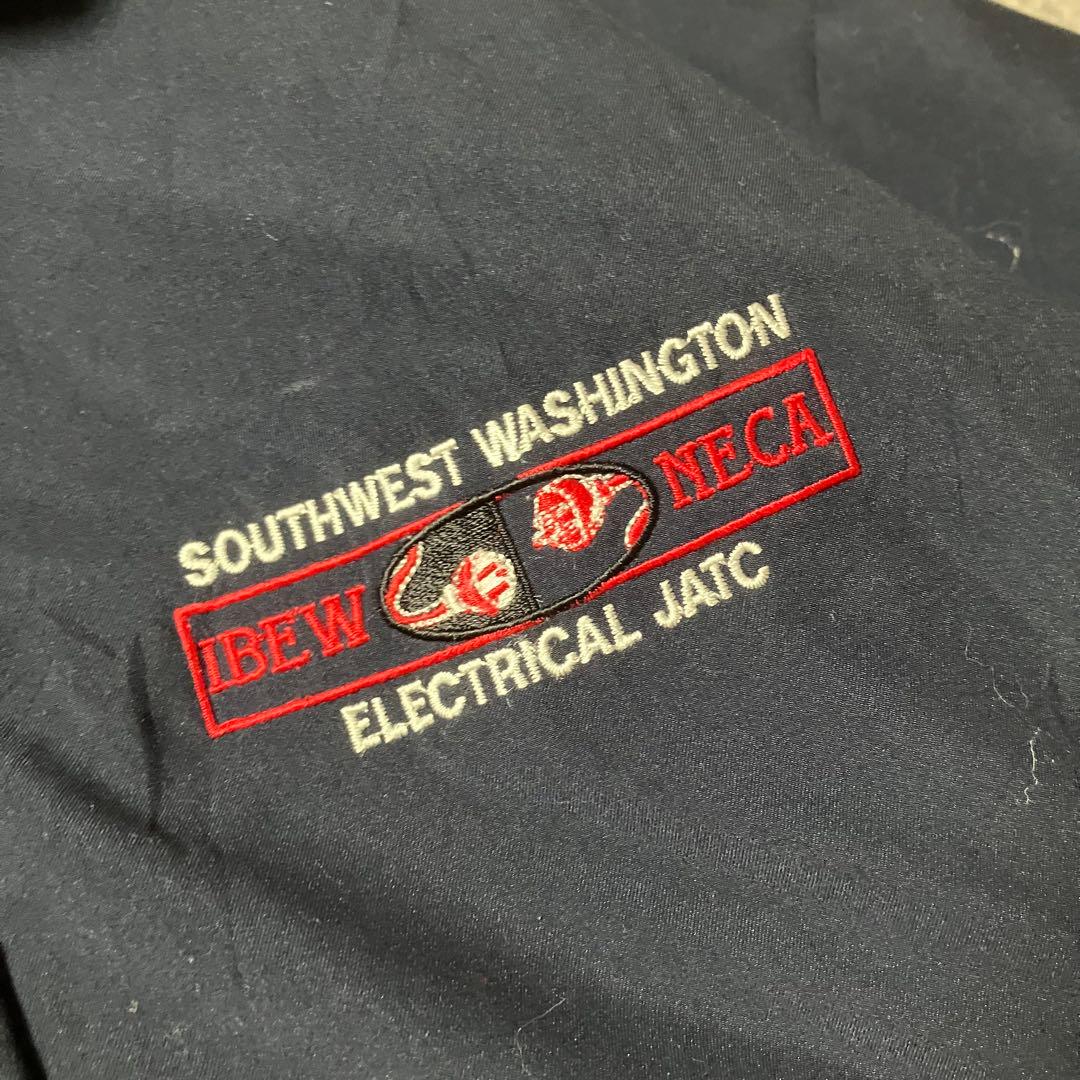 SOUTHWEST WASHINGTON
IBEW NECA
ELECTRICAL JATC